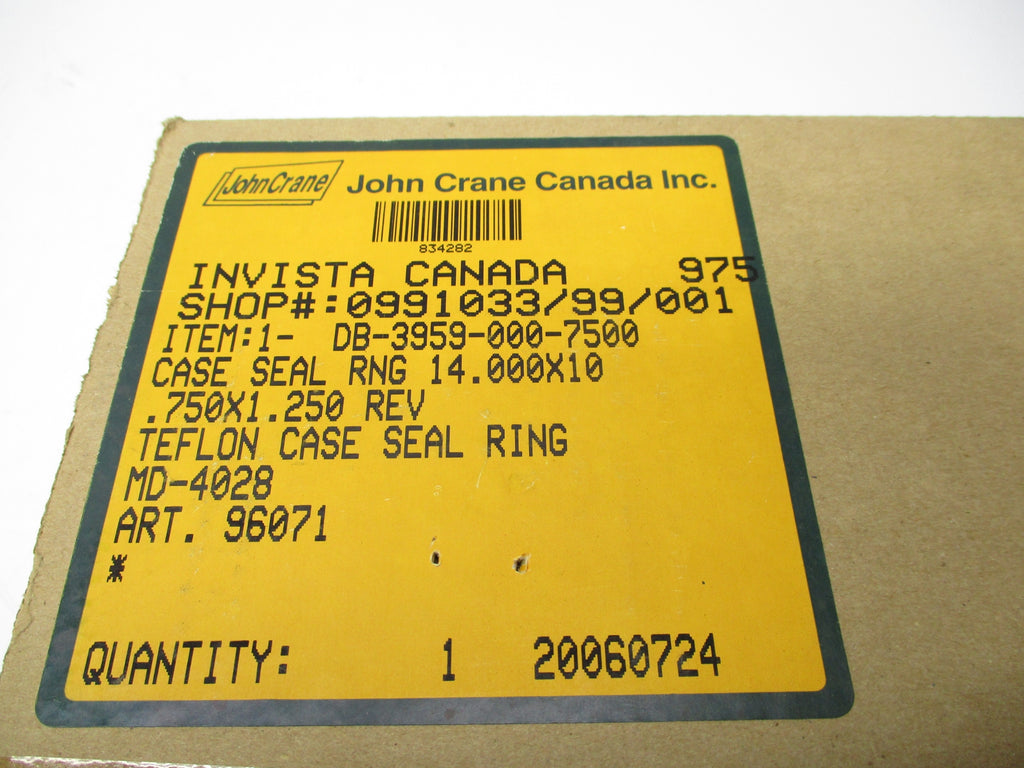 JohnCrane John Crane Canada Inc.
834282
INVISTA CANADA 975
SHOP#:0991033/99/001
ITEM:1- DB-3959-000-7500
CASE SEAL RNG 14.000X10
.750X1.250 REV
TEFLON CASE SEAL RING
MD-4028
ART. 96071
*
QUANTITY: 1 20060724